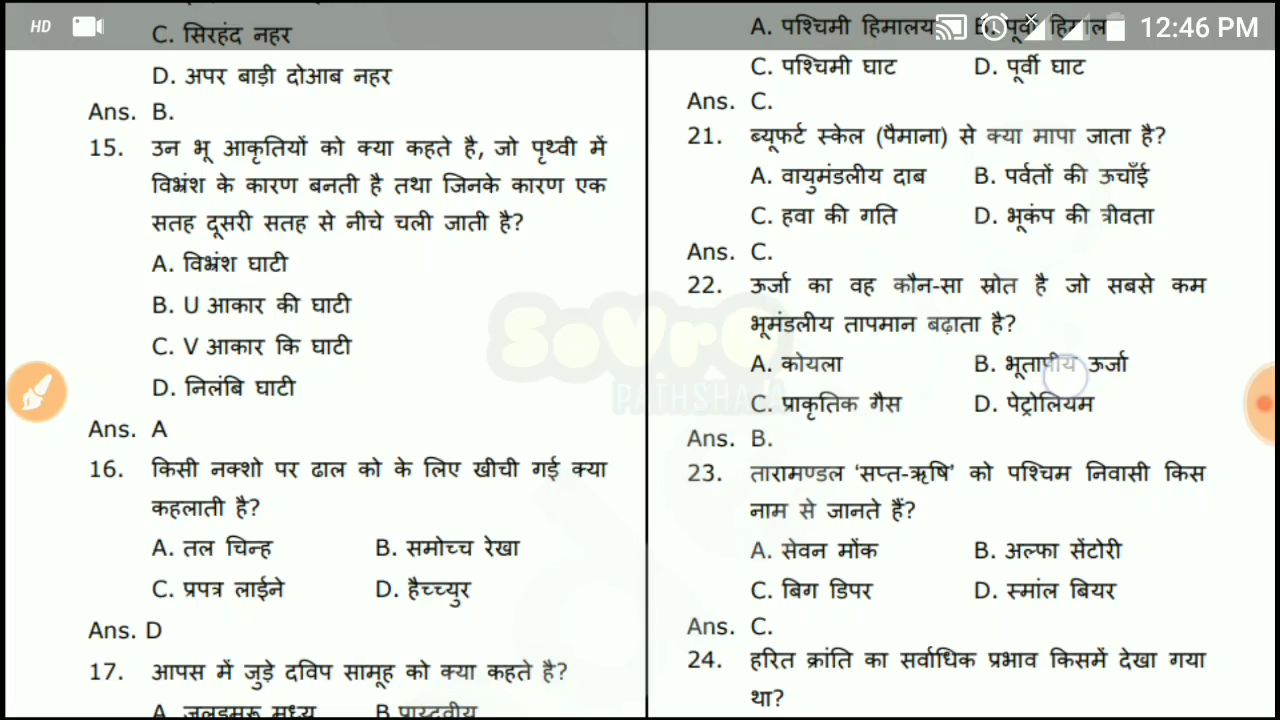 HD
12:46 PM
C. सिरहंद नहर
D. अपर बाड़ी दोआब नहर
Ans. B.
15. उन भू आकृतियों को क्या कहते है, जो पृथ्वी में
विभ्रंश के कारण बनती है तथा जिनके कारण एक
सतह दूसरी सतह से नीचे चली जाती है?
A. विभ्रंश घाटी
B. U आकार की घाटी
C. V आकार कि घाटी
D. निलंबि घाटी
Ans. A
16. किसी नक्शो पर ढाल को के लिए खीची गई क्या
कहलाती है?
A. तल चिन्ह B. समोच्च रेखा
C. प्रपत्र लाईने D. हैच्च्युर
Ans. D
17. आपस में जुड़े दविप सामूह को क्या कहते है?
A. जलडमरू मध्य B. प्रायद्वीय
A. पश्चिमी हिमालय B. पूर्वी
C. पश्चिमी घाट D. पूर्वी घाट
Ans. C.
21. ब्यूफर्ट स्केल (पैमाना) से क्या मापा जाता है?
A. वायुमंडलीय दाब B. पर्वतों की ऊचाँई
C. हवा की गति D. भूकंप की त्रीवता
Ans. C.
22. ऊर्जा का वह कौन-सा स्रोत है जो सबसे कम
भूमंडलीय तापमान बढ़ाता है?
A. कोयला B. भूतापीय ऊर्जा
C. प्राकृतिक गैस D. पेट्रोलियम
Ans. B.
23. तारामण्डल ‘सप्त-ऋषि’ को पश्चिम निवासी किस
नाम से जानते हैं?
A. सेवन मोंक B. अल्फा सेंटोरी
C. बिग डिपर D. स्मांल बियर
Ans. C.
24. हरित क्रांति का सर्वाधिक प्रभाव किसमें देखा गया
था?
PATHSHALA